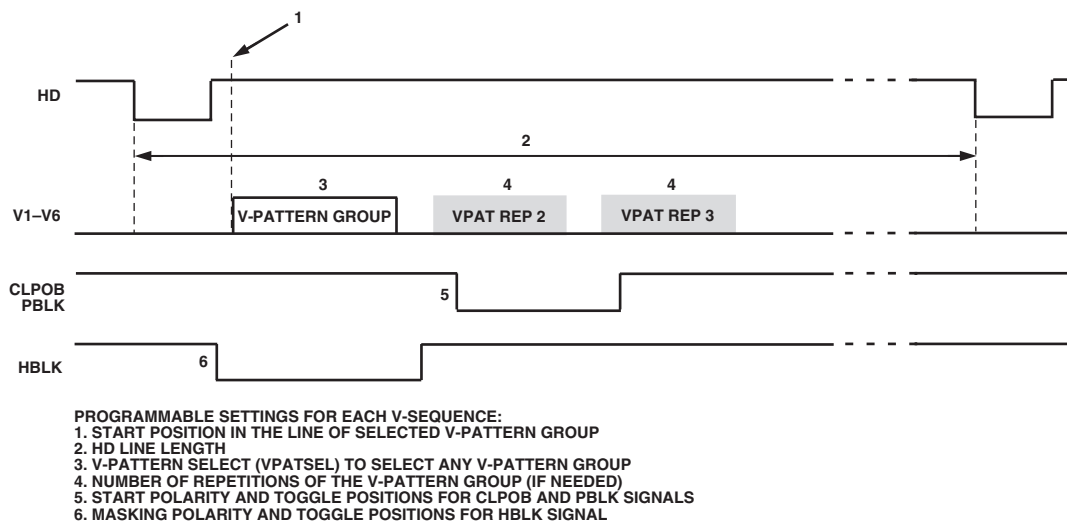 1
HD
2
3
4
4
V1–V6
V-PATTERN GROUP
VPAT REP 2
VPAT REP 3
CLPOB
PBLK
5
HBLK
6
PROGRAMMABLE SETTINGS FOR EACH V-SEQUENCE:
1. START POSITION IN THE LINE OF SELECTED V-PATTERN GROUP
2. HD LINE LENGTH
3. V-PATTERN SELECT (VPATSEL) TO SELECT ANY V-PATTERN GROUP
4. NUMBER OF REPETITIONS OF THE V-PATTERN GROUP (IF NEEDED)
5. START POLARITY AND TOGGLE POSITIONS FOR CLPOB AND PBLK SIGNALS
6. MASKING POLARITY AND TOGGLE POSITIONS FOR HBLK SIGNAL